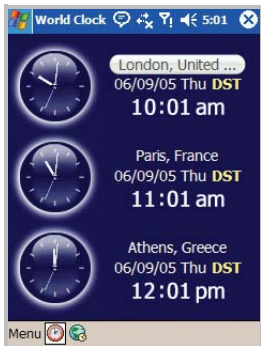 World Clock 5:01
London, United ...
06/09/05 Thu DST
10:01 am
Paris, France
06/09/05 Thu DST
11:01 am
Athens, Greece
06/09/05 Thu DST
12:01 pm
Menu